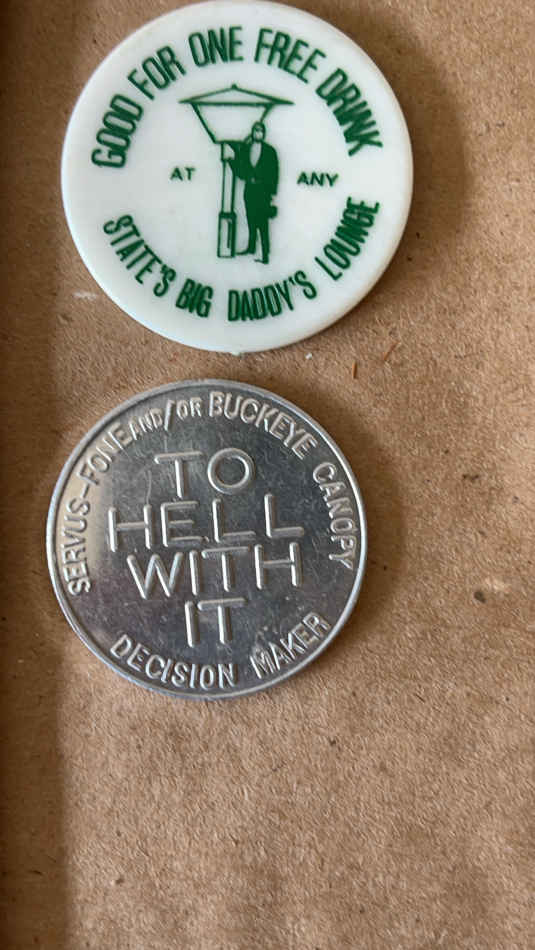 GOOD FOR ONE FREE DRINK
AT ANY
STATE'S BIG DADDY'S LOUNGE
SERVUS-FONE AND/OR BUCKEYE CANOPY
TO
HELL
WITH
IT
DECISION MAKER